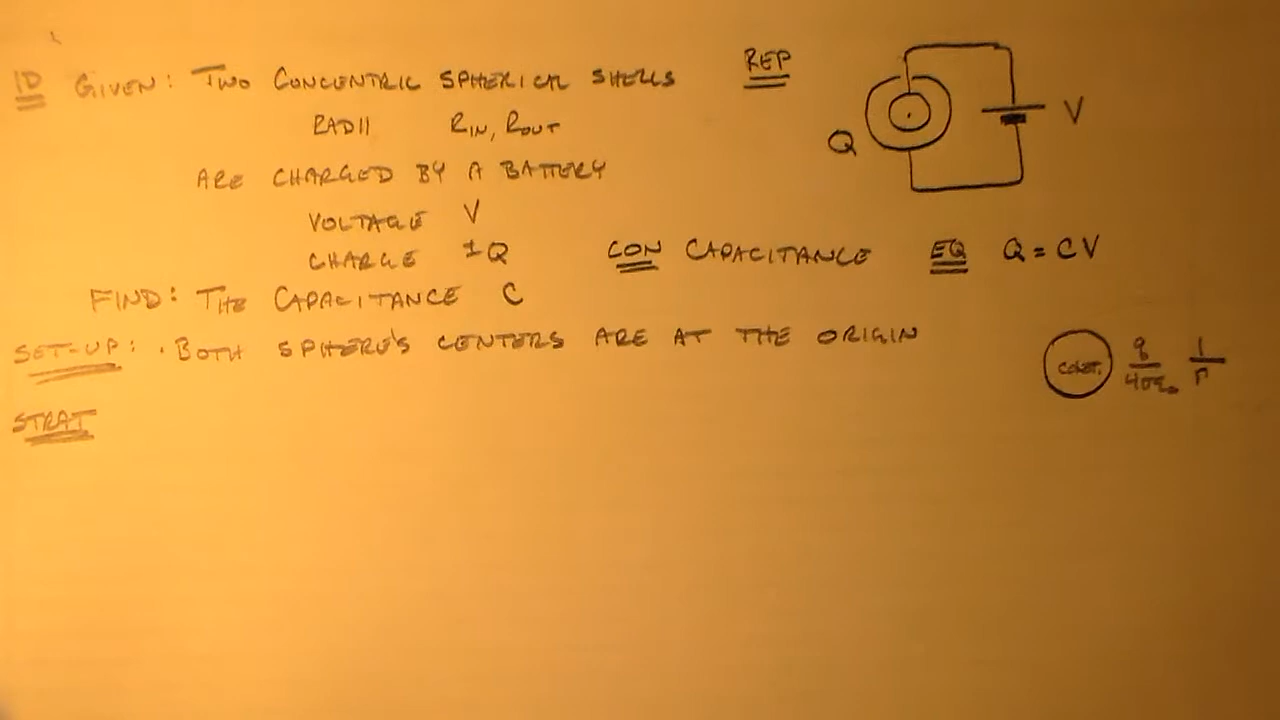 ID GIVEN: TWO CONCENTRIC SPHERICAL SHELLS
RADII RIN, ROUT
ARE CHARGED BY A BATTERY
VOLTAGE V
CHARGE ±Q
FIND: THE CAPACITANCE C
REP
Q
V
CON CAPACITANCE EQ Q = CV
SET-UP: · BOTH SPHERE'S CENTERS ARE AT THE ORIGIN
CONST. q/4πε₀ 1/r
STRAT